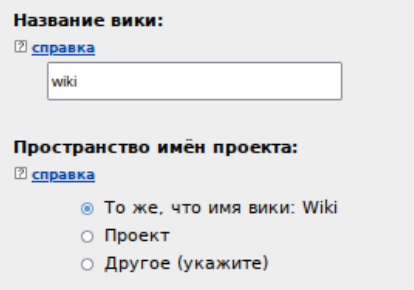 Название вики:
справка
wiki
Пространство имён проекта:
справка
То же, что имя вики: Wiki
Проект
Другое (укажите)